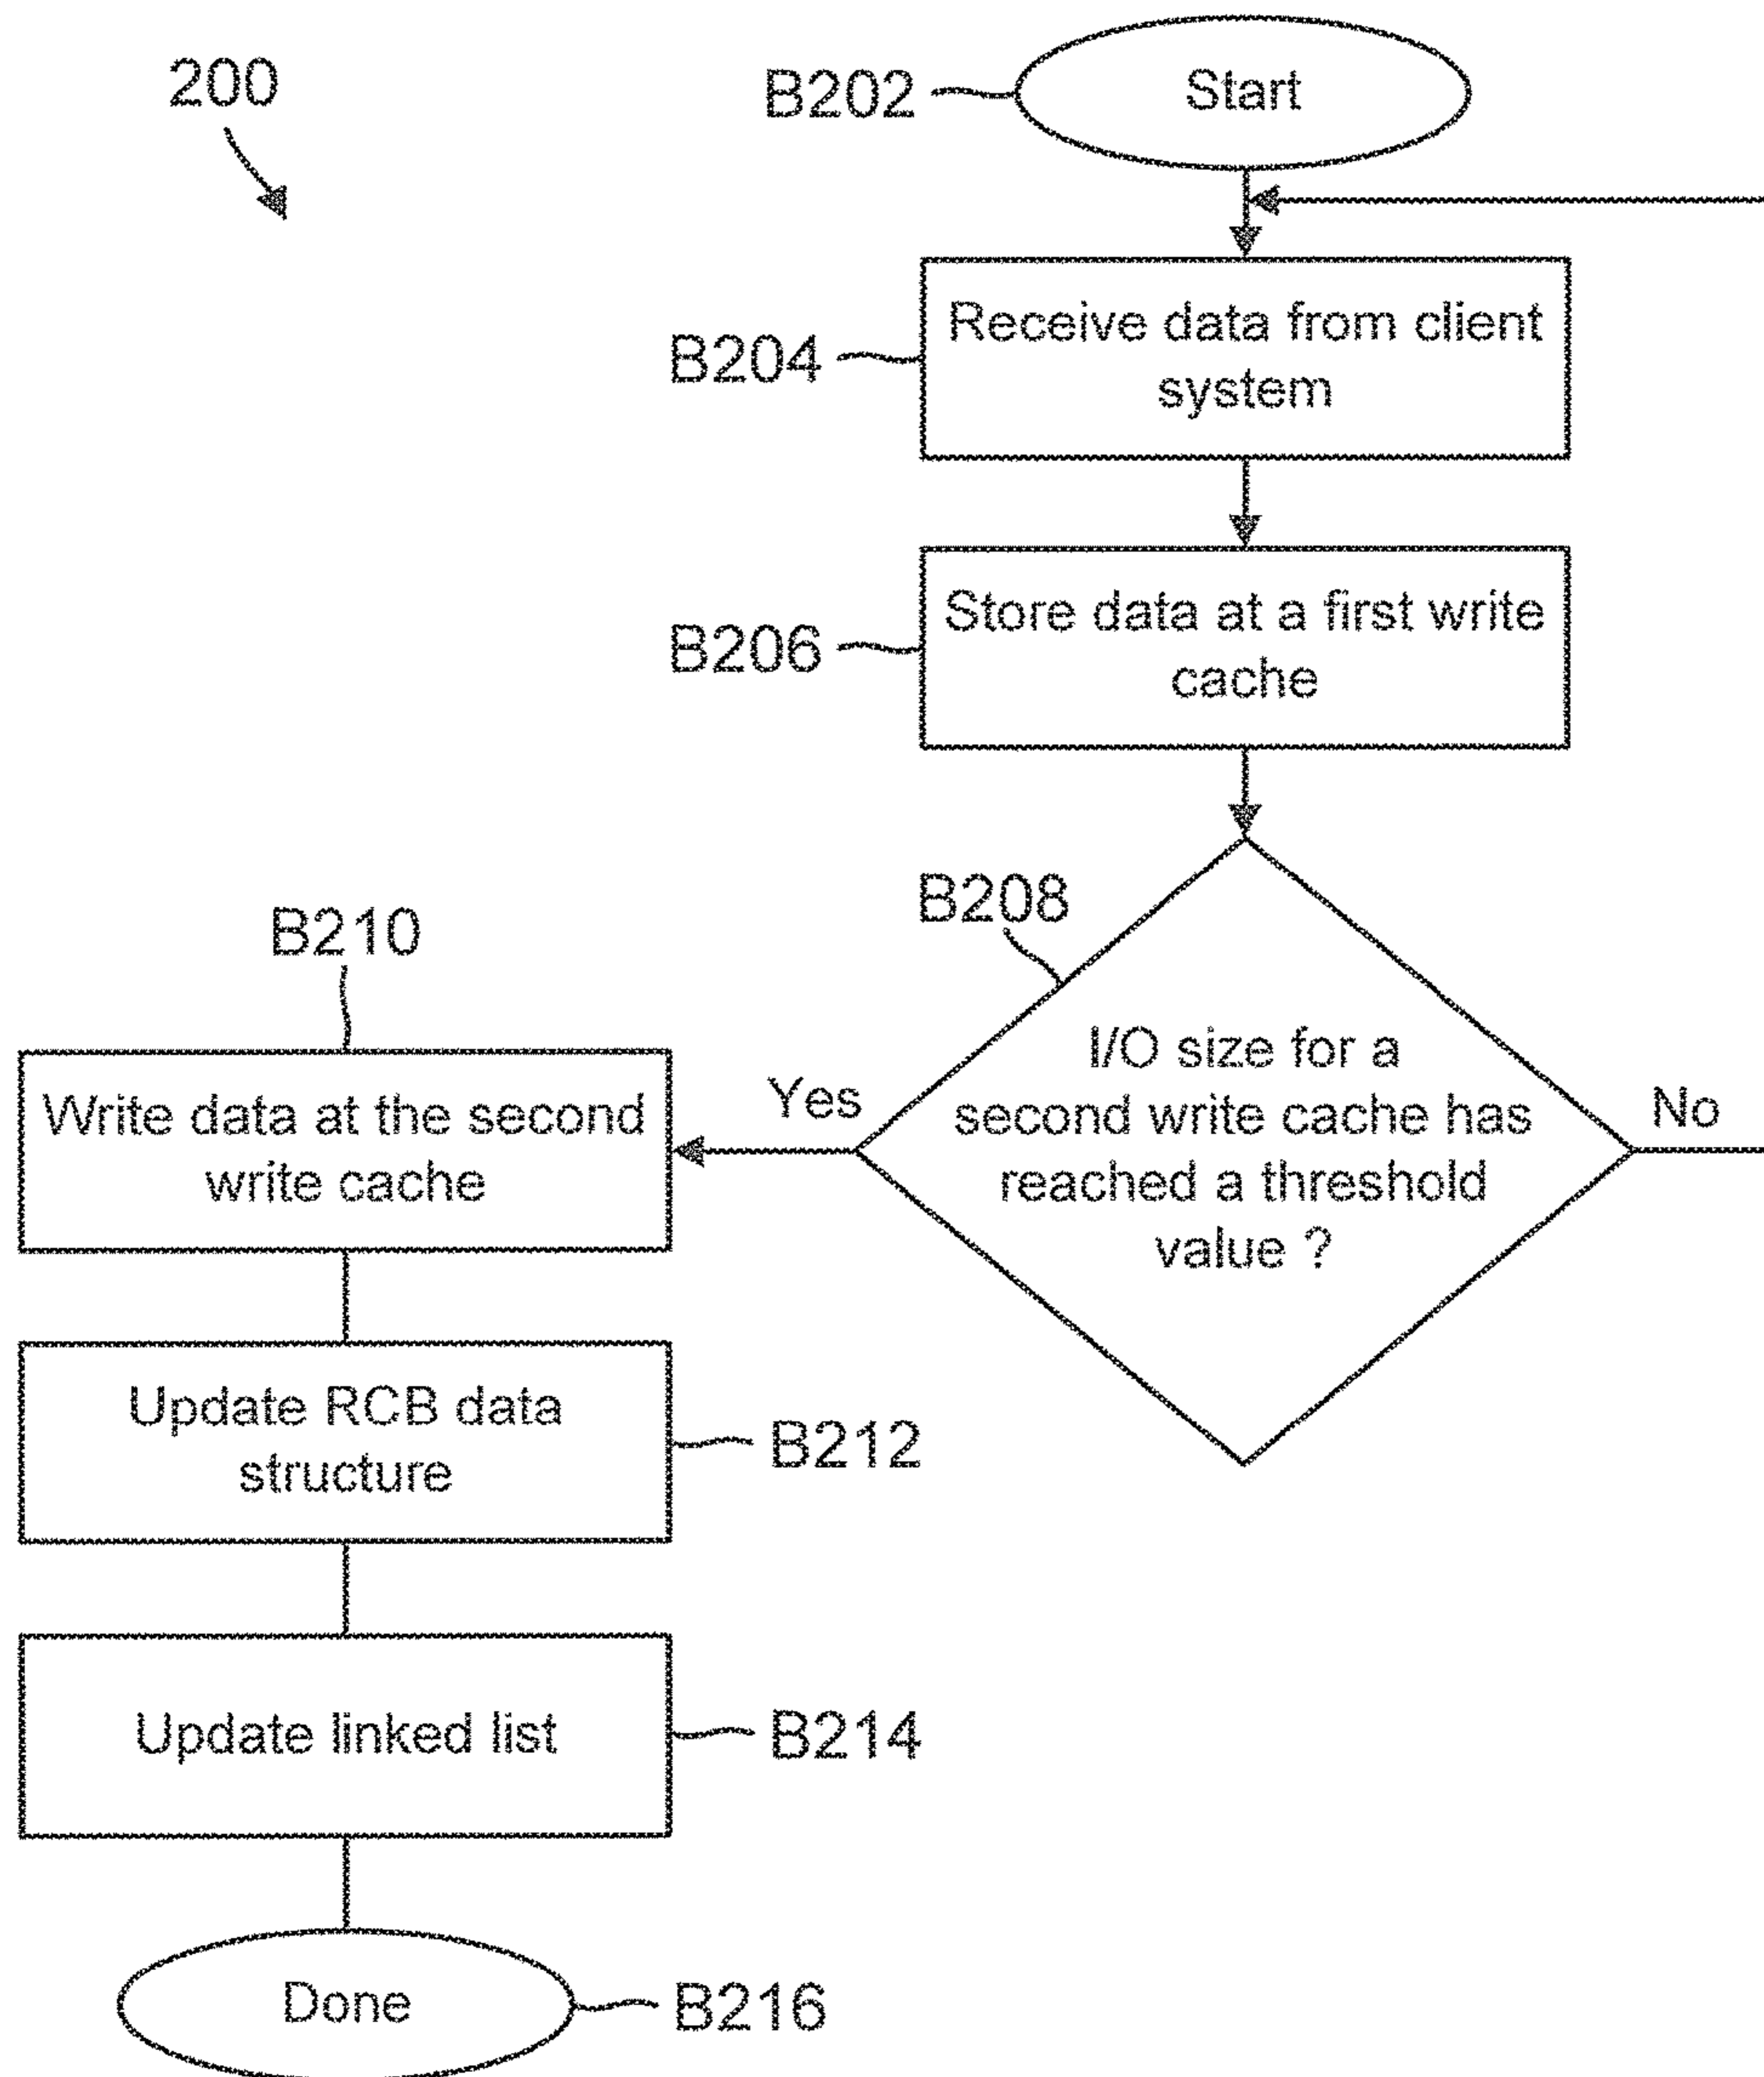 200
B202
Start
B204
Receive data from client
system
B206
Store data at a first write
cache
B208
I/O size for a
second write cache has
reached a threshold
value ?
Yes
No
B210
Write data at the second
write cache
Update RCB data
structure
B212
Update linked list
B214
Done
B216